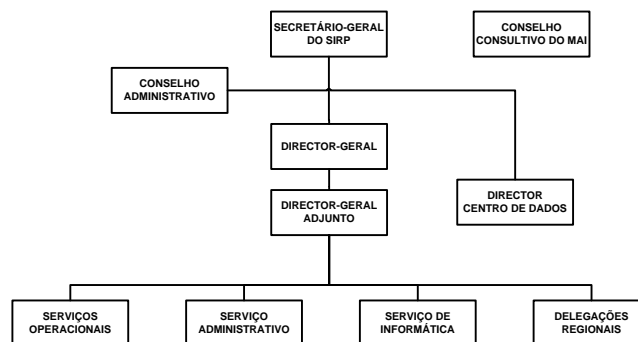 SECRETÁRIO-GERAL
DO SIRP
CONSELHO
CONSULTIVO DO MAI
CONSELHO
ADMINISTRATIVO
DIRECTOR-GERAL
DIRECTOR
CENTRO DE DADOS
DIRECTOR-GERAL
ADJUNTO
SERVIÇOS
OPERACIONAIS
SERVIÇO
ADMINISTRATIVO
SERVIÇO DE
INFORMÁTICA
DELEGAÇÕES
REGIONAIS